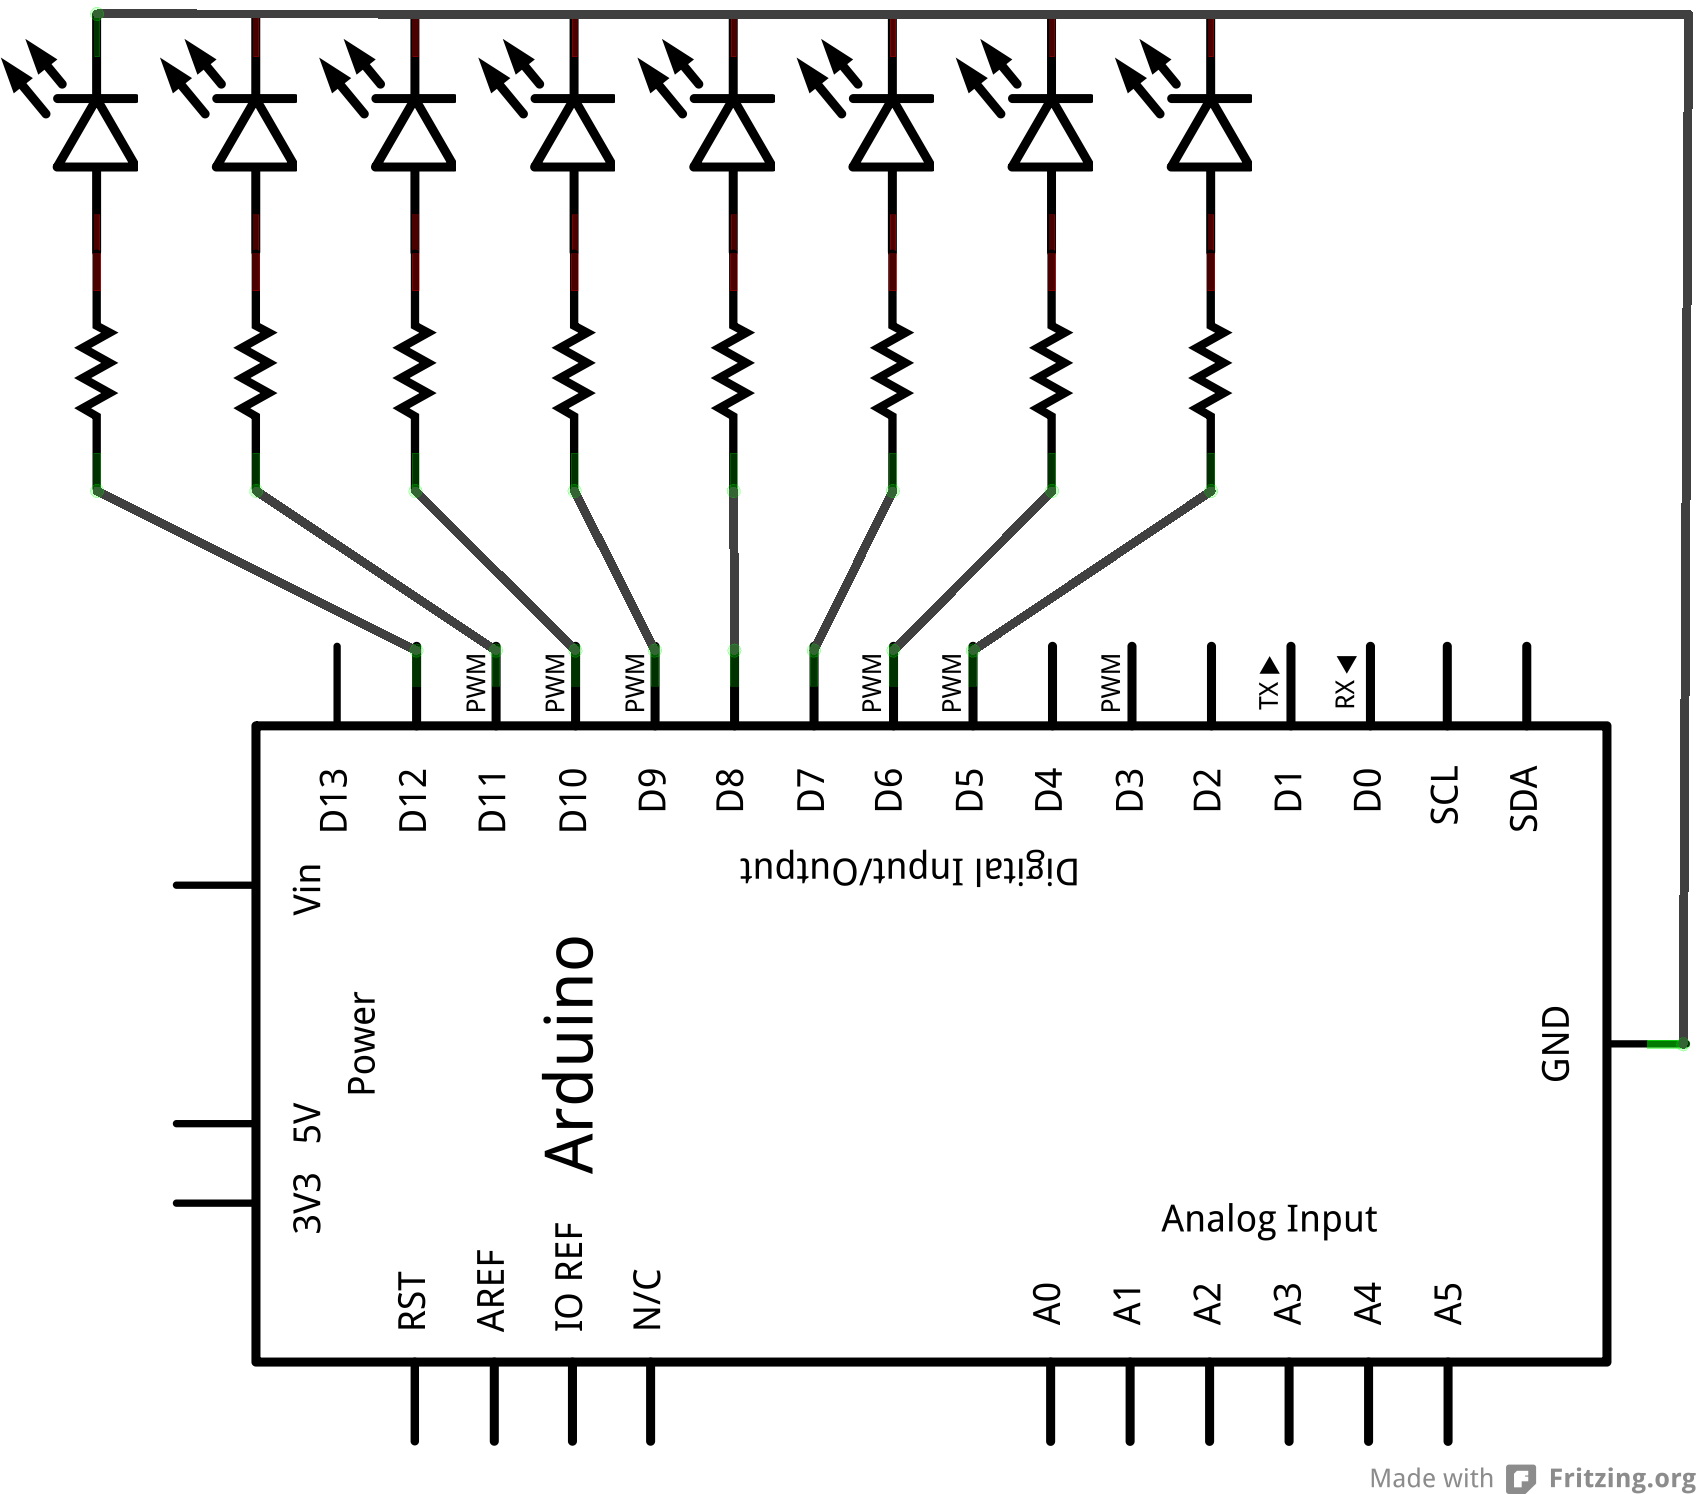 PWM
PWM
PWM
PWM
PWM
PWM
TX
RX
D13
D12
D11
D10
D9
D8
D7
D6
D5
D4
D3
D2
D1
D0
SCL
SDA
Digital Input/Output
Vin
Power
5V
3V3
Arduino
GND
Analog Input
RST
AREF
IO REF
N/C
A0
A1
A2
A3
A4
A5
Made with Fritzing.org